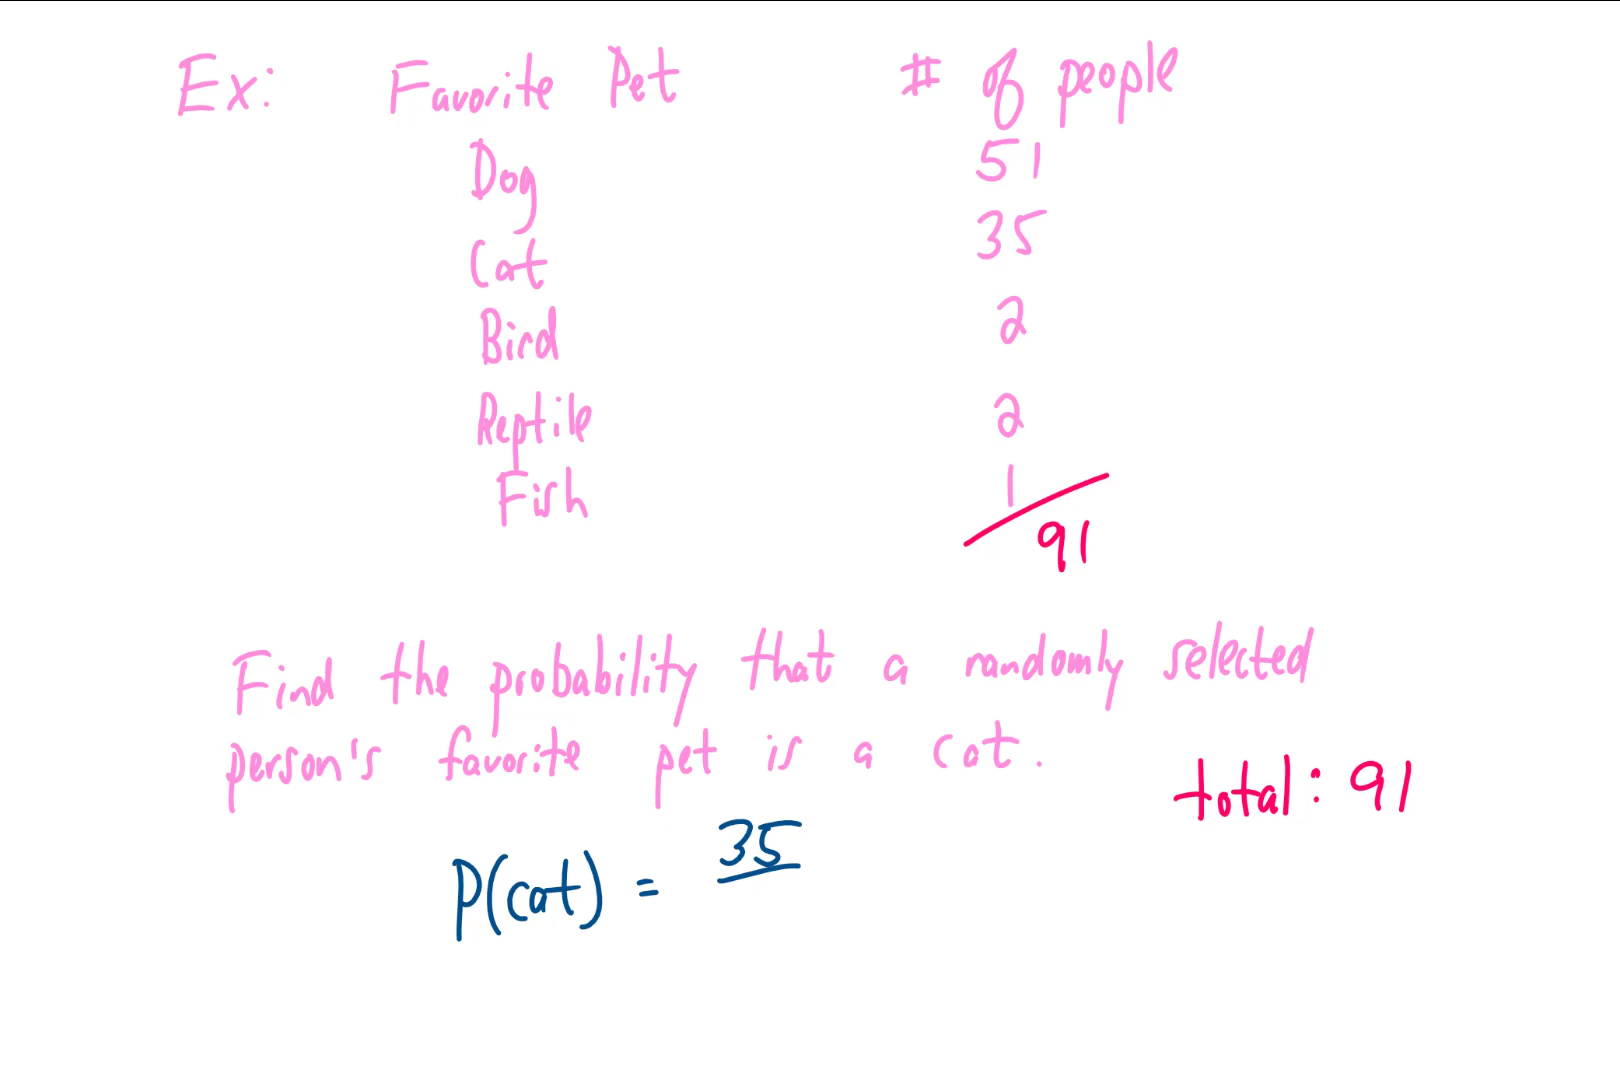 Ex: Favorite Pet # of people
Dog 51
Cat 35
Bird 2
Reptile 2
Fish 1
91
Find the probability that a randomly selected
person's favorite pet is a cat.
total: 91
P(cat) = 35